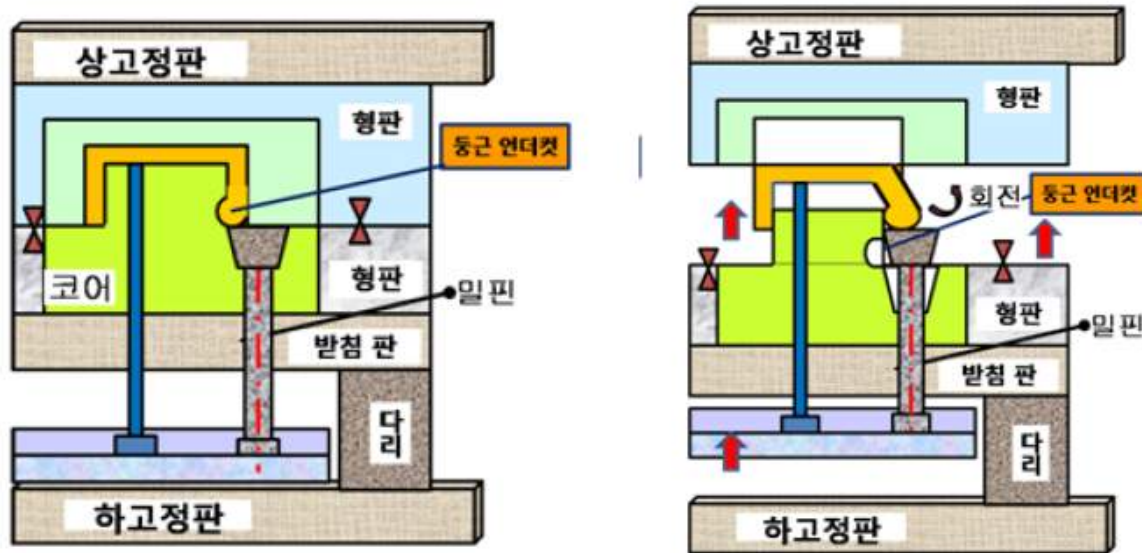 상고정판
형판
둥근 언더컷
코어
형판
밀핀
받침 판
다
리
하고정판
상고정판
형판
회전
둥근 언더컷
형판
밀핀
받침 판
다
리
하고정판